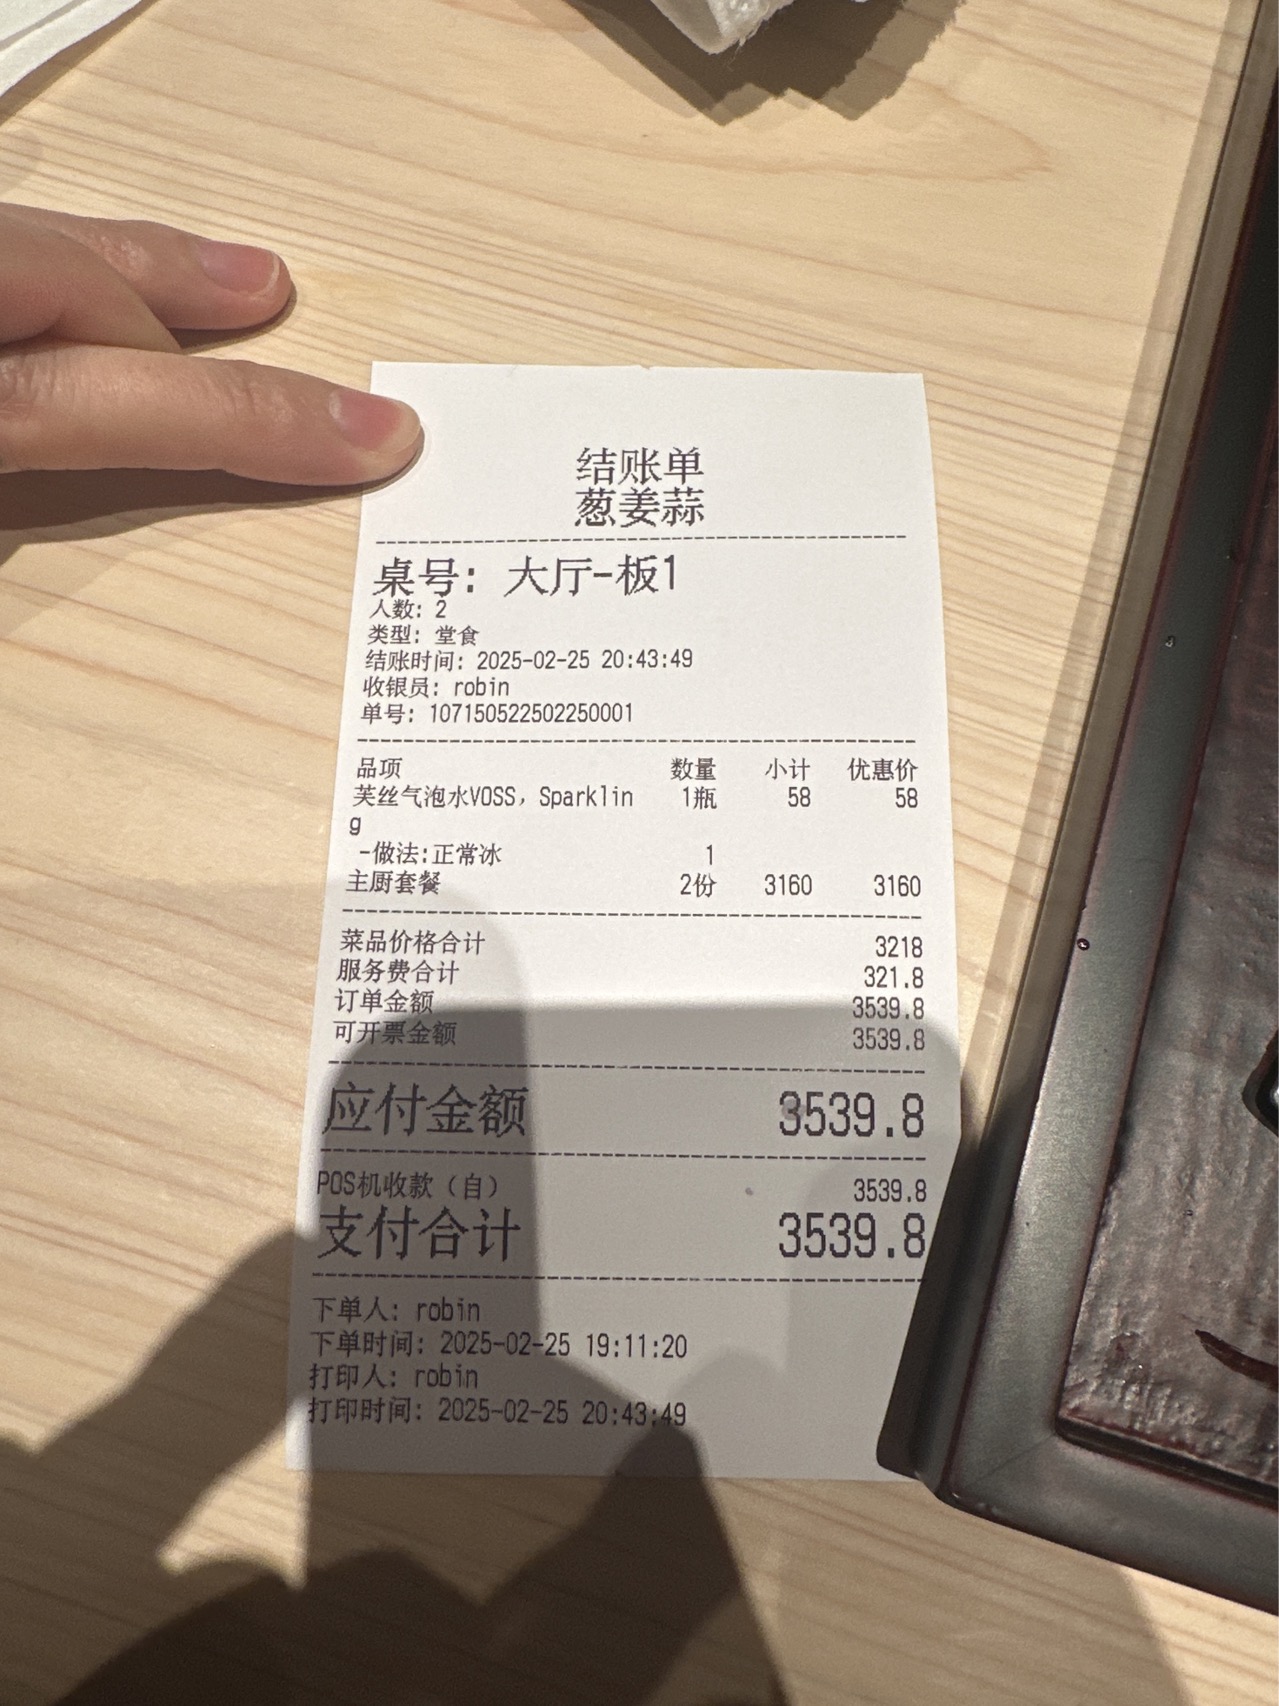 结账单
葱姜蒜
桌号: 大厅-板1
人数: 2
类型: 堂食
结账时间: 2025-02-25 20:43:49
收银员: robin
单号: 107150522502250001
品项 数量 小计 优惠价
芙丝气泡水VOSS, Sparklin 1瓶 58 58
g
-做法:正常冰 1
主厨套餐 2份 3160 3160
菜品价格合计 3218
服务费合计 321.8
订单金额 3539.8
可开票金额 3539.8
应付金额 3539.8
POS机收款（自） 3539.8
支付合计 3539.8
下单人: robin
下单时间: 2025-02-25 19:11:20
打印人: robin
打印时间: 2025-02-25 20:43:49